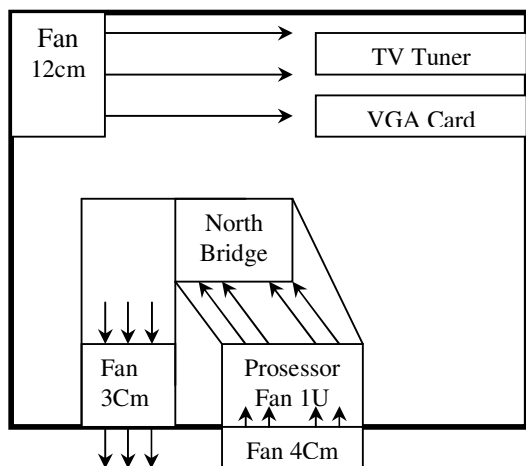 Fan
12cm
TV Tuner
VGA Card
North
Bridge
Fan
3Cm
Prosessor
Fan 1U
Fan 4Cm